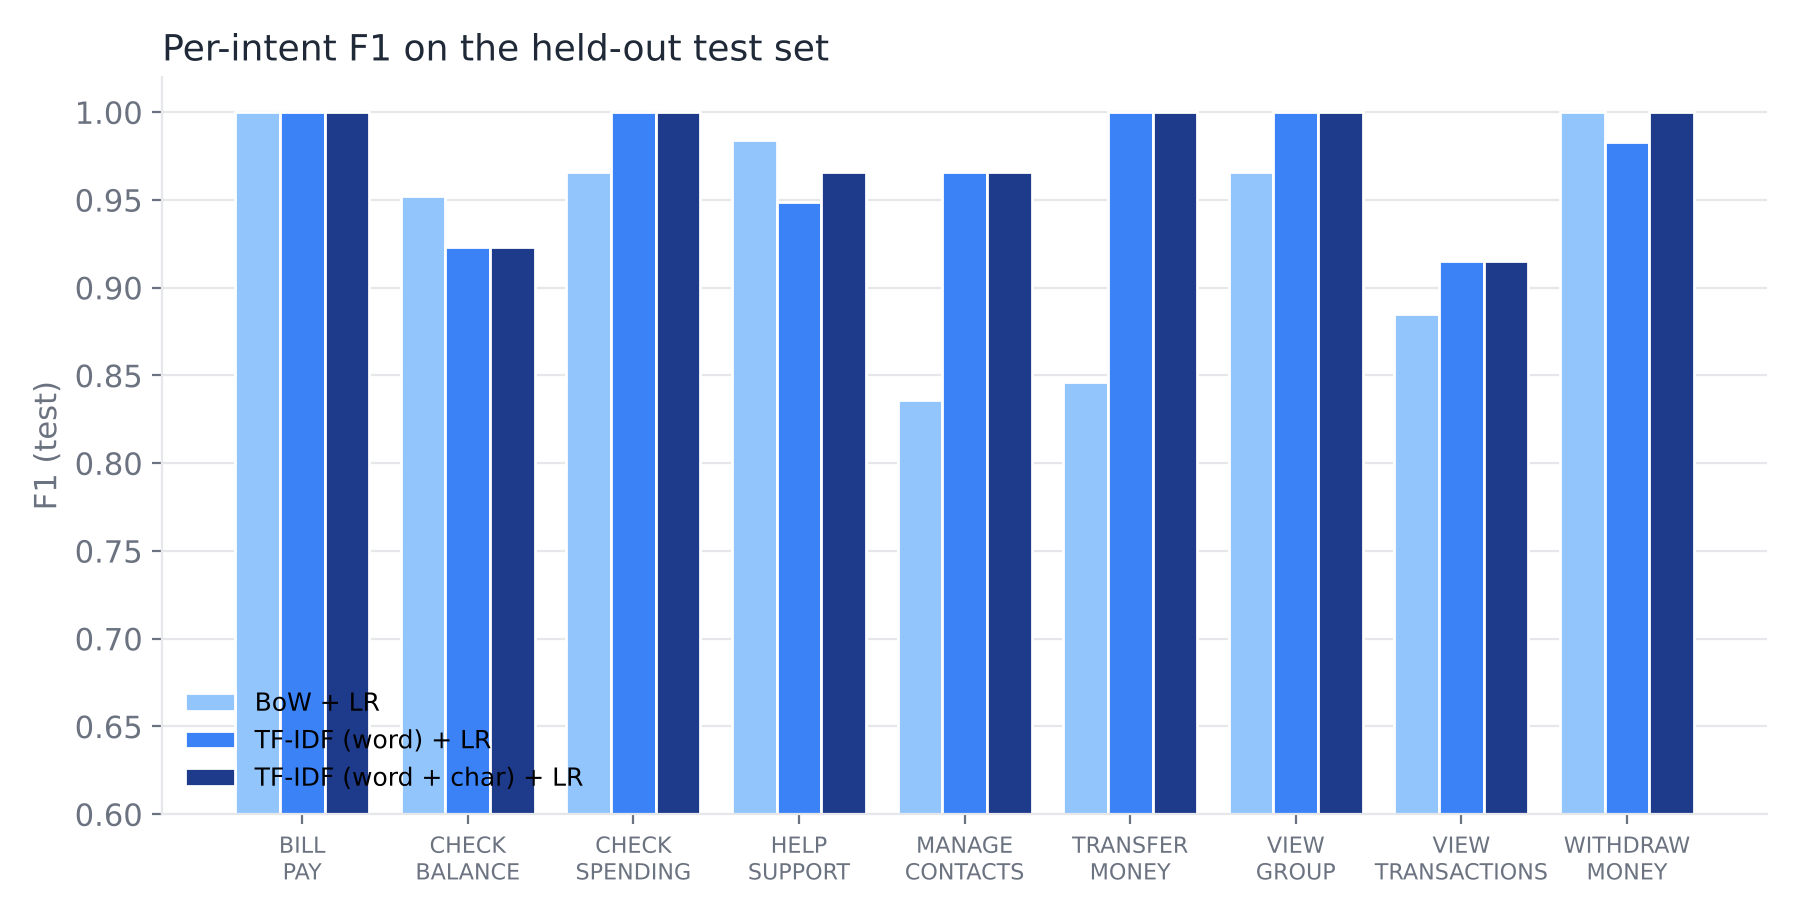 Per-intent F1 on the held-out test set
1.00
0.95
0.90
0.85
0.80
0.75
0.70
0.65
0.60
F1 (test)
BoW + LR
TF-IDF (word) + LR
TF-IDF (word + char) + LR
BILL
PAY
CHECK
BALANCE
CHECK
SPENDING
HELP
SUPPORT
MANAGE
CONTACTS
TRANSFER
MONEY
VIEW
GROUP
VIEW
TRANSACTIONS
WITHDRAW
MONEY